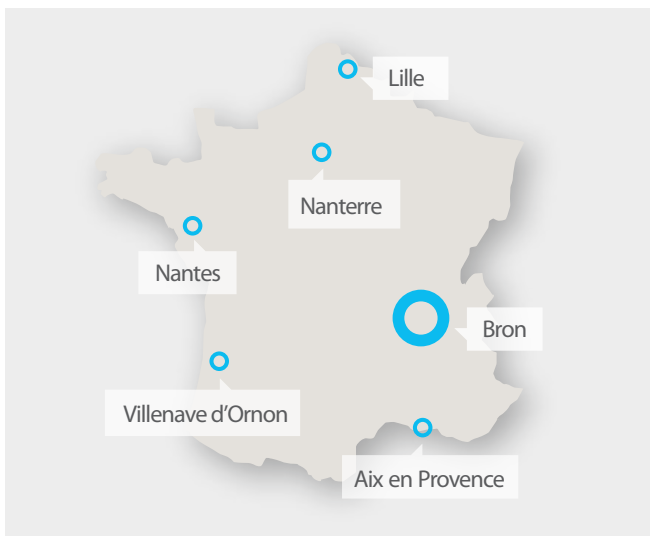 Lille
Nanterre
Nantes
Bron
Villenave d'Ornon
Aix en Provence